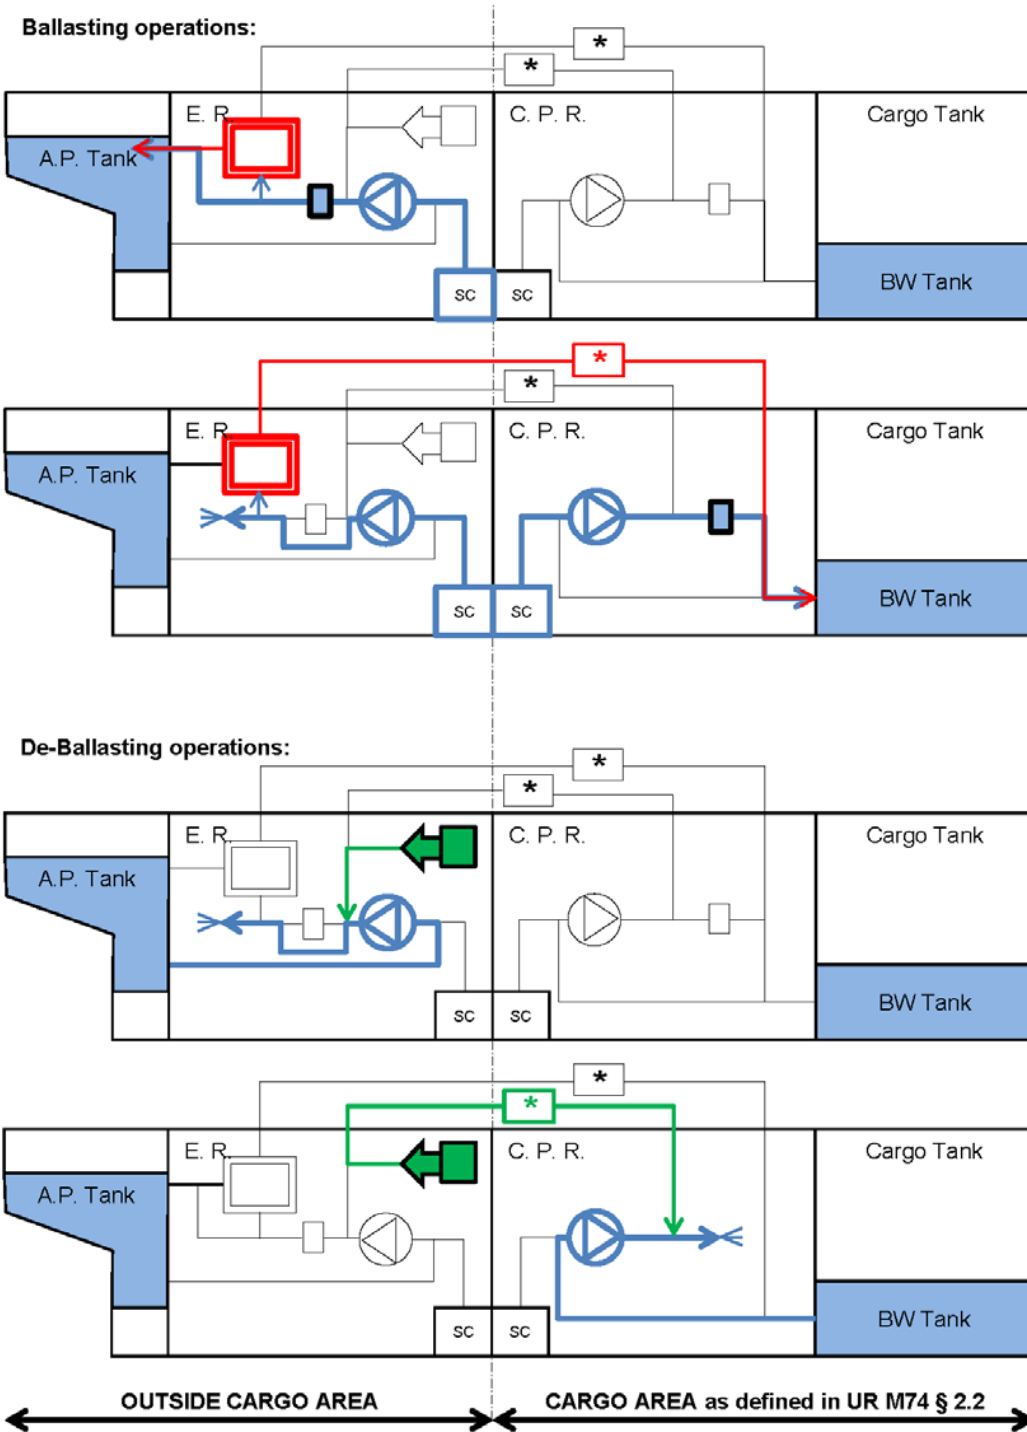 Ballasting operations:
*
*
E. R.
C. P. R.
Cargo Tank
A.P. Tank
BW Tank
SC
SC
*
*
E. R.
C. P. R.
Cargo Tank
A.P. Tank
BW Tank
SC
SC
De-Ballasting operations:
*
*
E. R.
C. P. R.
Cargo Tank
A.P. Tank
BW Tank
SC
SC
*
*
E. R.
C. P. R.
Cargo Tank
A.P. Tank
BW Tank
SC
SC
OUTSIDE CARGO AREA
CARGO AREA as defined in UR M74 § 2.2